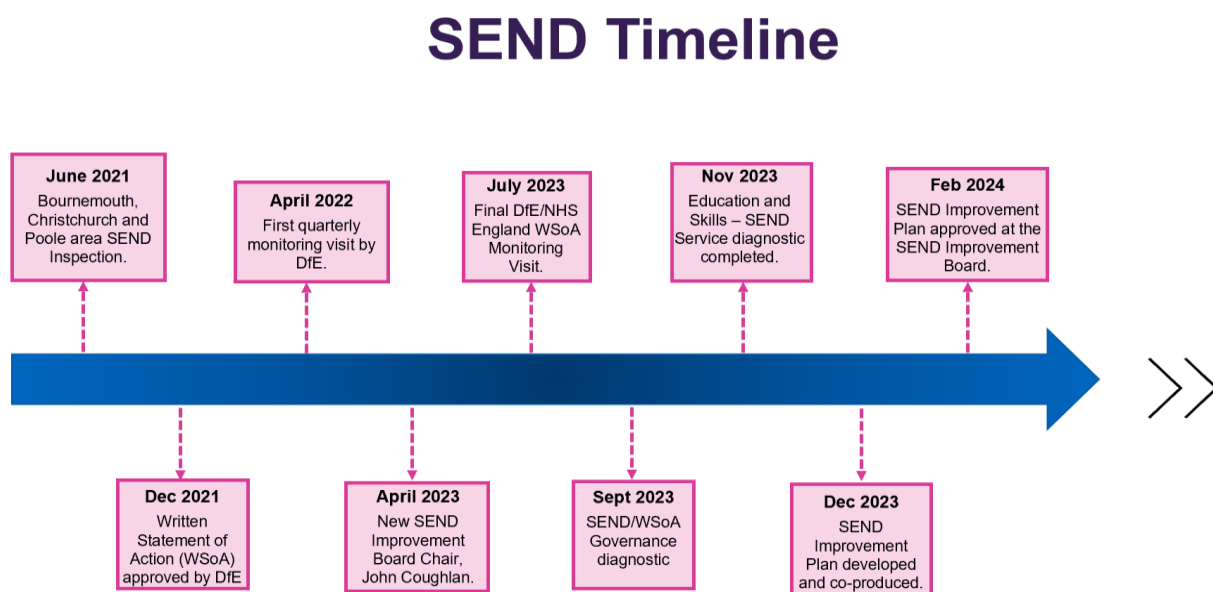 SEND Timeline
June 2021
Bournemouth,
Christchurch and
Poole area SEND
Inspection.
April 2022
First quarterly
monitoring visit by
DfE.
July 2023
Final DfE/NHS
England WSoA
Monitoring
Visit.
Nov 2023
Education and
Skills – SEND
Service diagnostic
completed.
Feb 2024
SEND Improvement
Plan approved at the
SEND Improvement
Board.
Dec 2021
Written
Statement of
Action (WSoA)
approved by DfE
April 2023
New SEND
Improvement
Board Chair,
John Coughlan.
Sept 2023
SEND/WSoA
Governance
diagnostic
Dec 2023
SEND
Improvement
Plan developed
and co-produced.